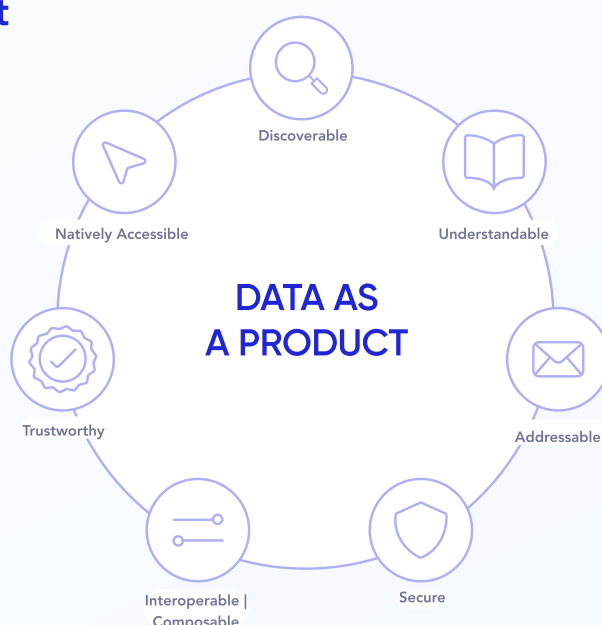 t
Discoverable
Natively Accessible
Understandable
DATA AS
A PRODUCT
Trustworthy
Addressable
Interoperable |
Composable
Secure